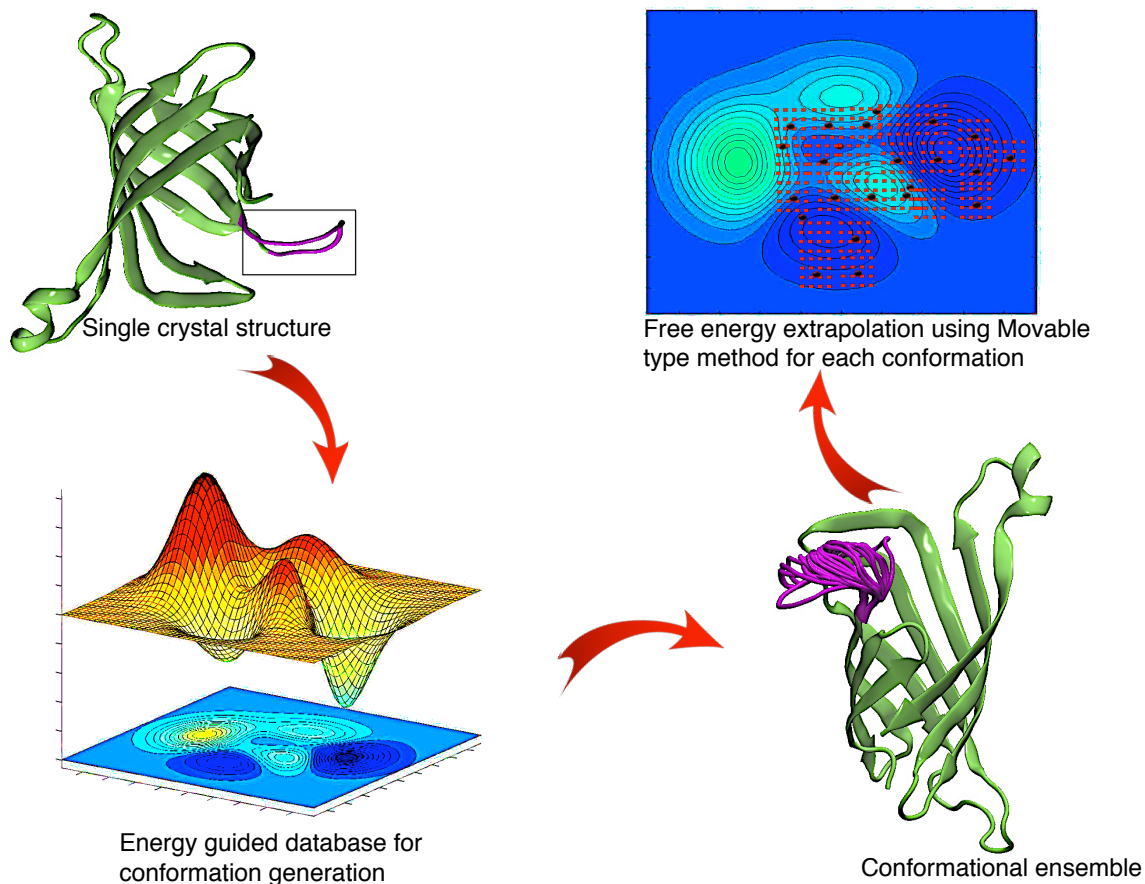 Single crystal structure
Free energy extrapolation using Movable
type method for each conformation
Energy guided database for
conformation generation
Conformational ensemble